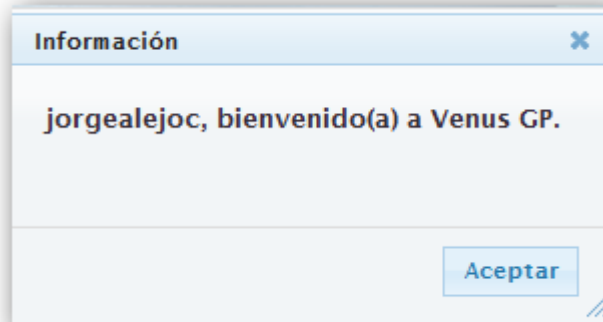 Información
jorgealejoc, bienvenido(a) a Venus GP.
Aceptar